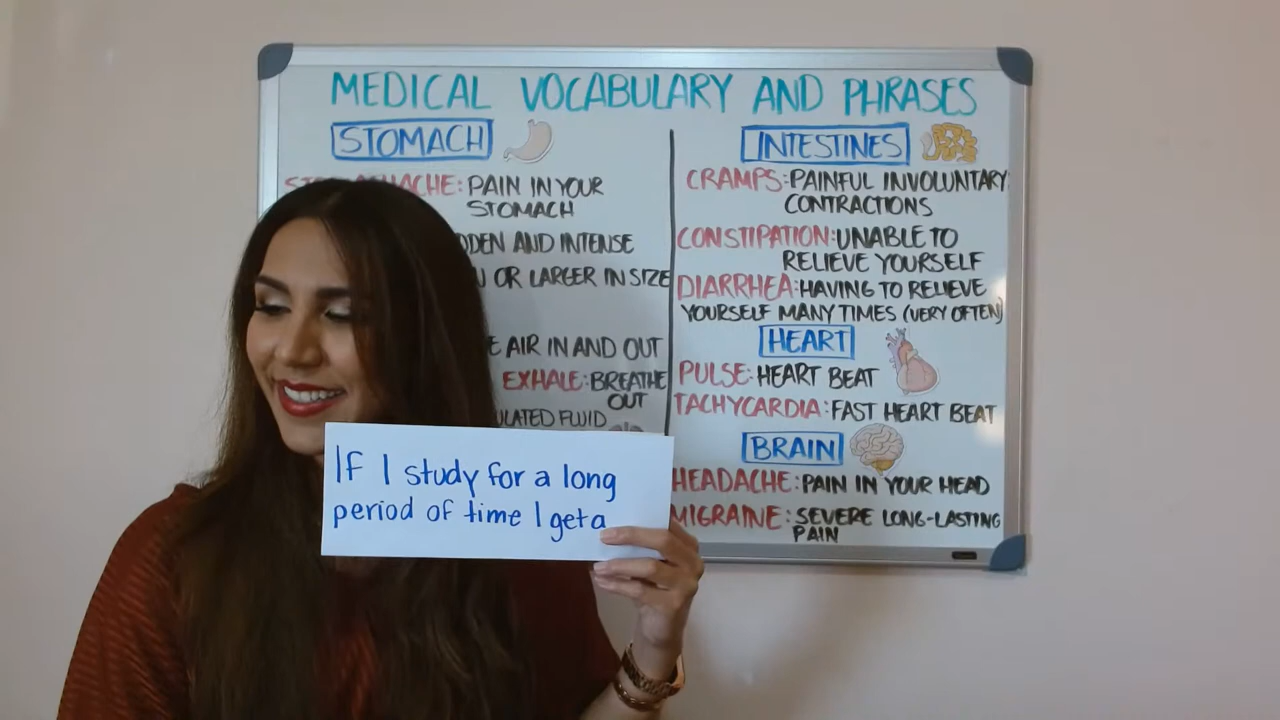 MEDICAL VOCABULARY AND PHRASES
STOMACH
PAIN IN YOUR
STOMACH
AND INTENSE
OR LARGER IN SIZE
AIR IN AND OUT
EXHALE: BREATHE
OUT
FLUID
INTESTINES
CRAMPS: PAINFUL INVOLUNTARY
CONTRACTIONS
CONSTIPATION: UNABLE TO
RELIEVE YOURSELF
DIARRHEA: HAVING TO RELIEVE
YOURSELF MANY TIMES (VERY OFTEN)
HEART
PULSE: HEART BEAT
TACHYCARDIA: FAST HEART BEAT
BRAIN
HEADACHE: PAIN IN YOUR HEAD
MIGRAINE: SEVERE LONG-LASTING
PAIN
If I study for a long
period of time I get a